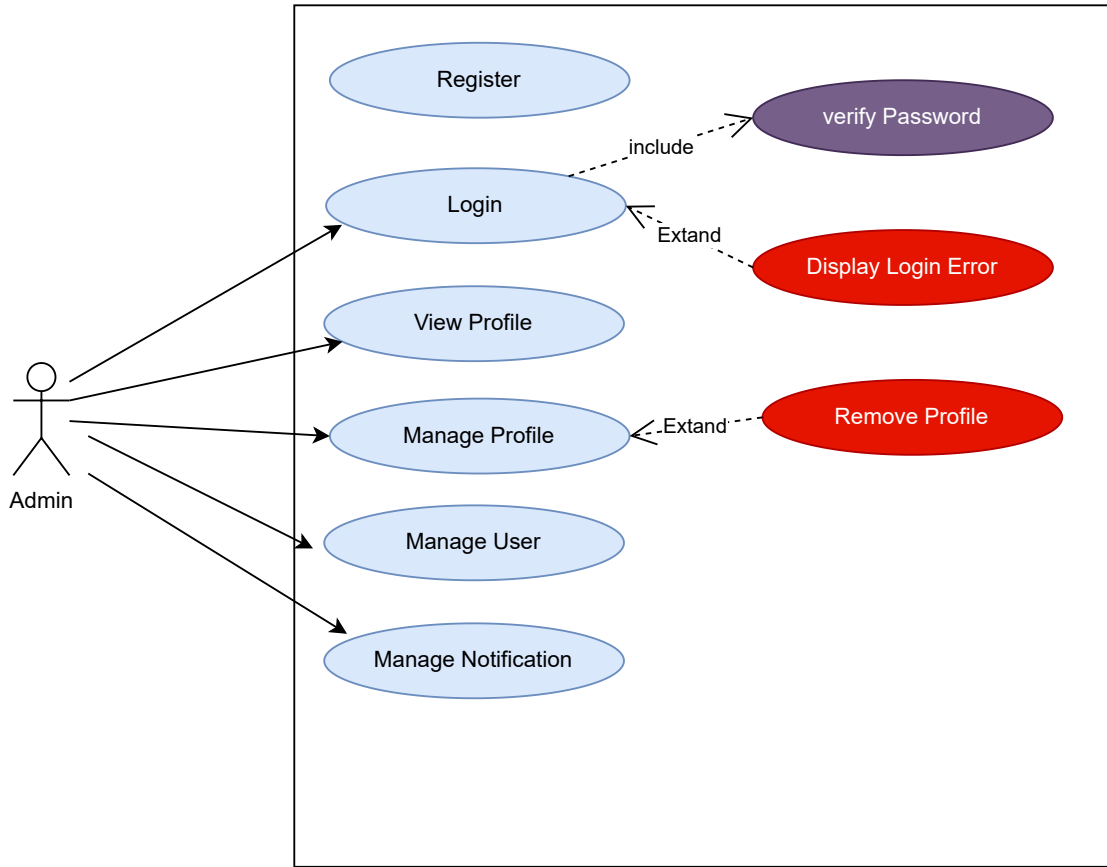 Register
verify Password
include
Login
Extand
Display Login Error
View Profile
Remove Profile
Extand
Manage Profile
Admin
Manage User
Manage Notification